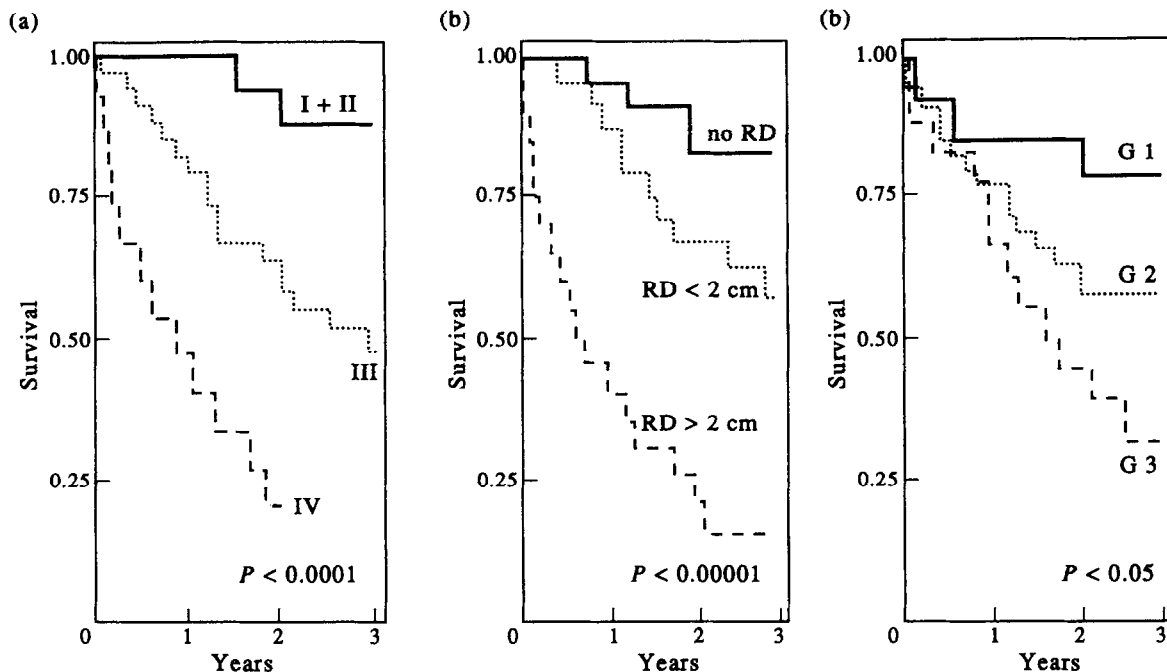 (a)
1.00
0.75
0.50
0.25
0
Survival
I + II
III
IV
P < 0.0001
0 1 2 3
Years
(b)
1.00
0.75
0.50
0.25
0
Survival
no RD
RD < 2 cm
RD > 2 cm
P < 0.00001
1 2 3
Years
(b)
1.00
0.75
0.50
0.25
0
Survival
G 1
G 2
G 3
P < 0.05
1 2 3
Years